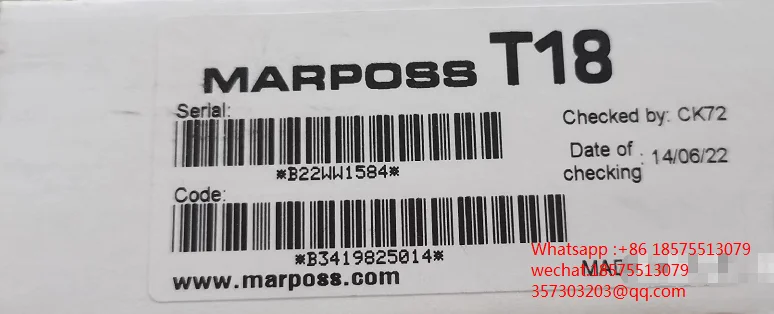 MARPOSS T18
Serial:
*B22WW1584*
Checked by: CK72
Date of checking : 14/06/22
Code:
*B3419825014*
www.marposs.com
Whatsapp :+86 18575513079
wechat:18675513079
357303203@qq.com